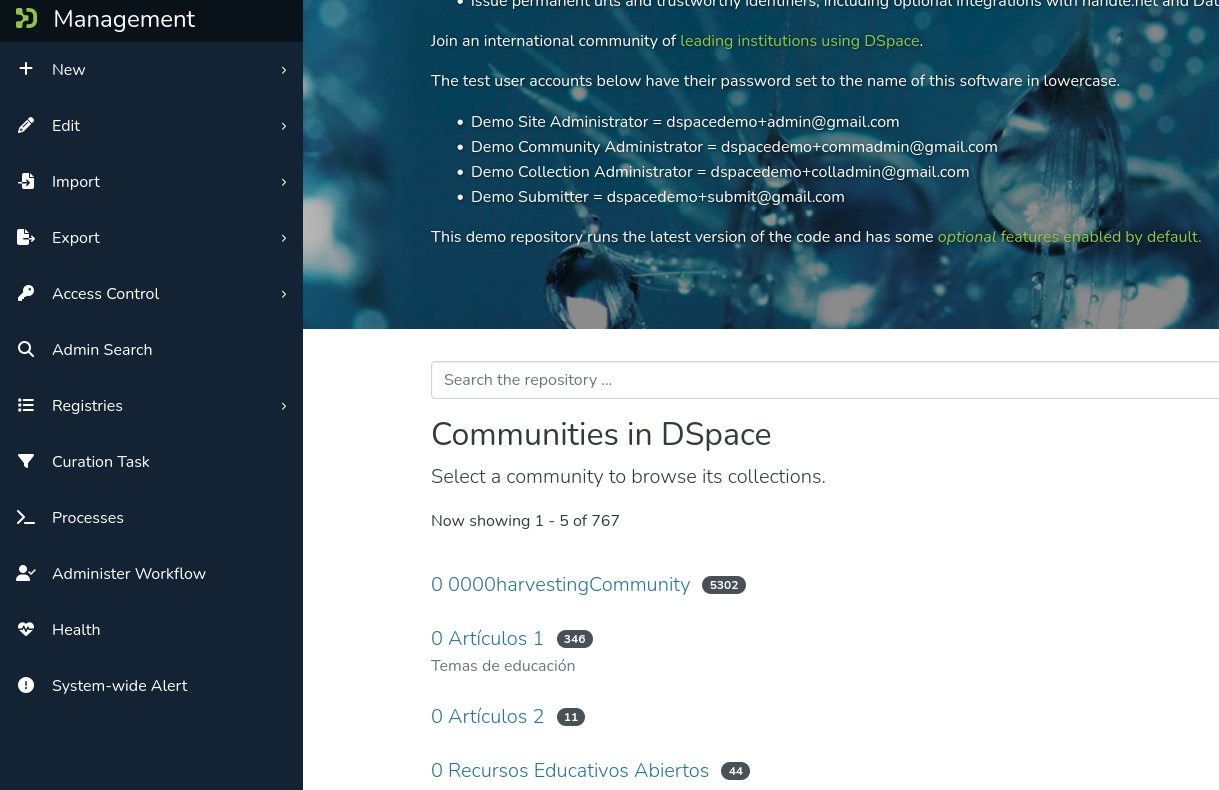 Management
New
Edit
Import
Export
Access Control
Admin Search
Registries
Curation Task
Processes
Administer Workflow
Health
System-wide Alert
• Issue permanent urls and trustworthy identifiers, including optional integrations with handle.net and
Join an international community of leading institutions using DSpace.
The test user accounts below have their password set to the name of this software in lowercase.
• Demo Site Administrator = dspacedemo+admin@gmail.com
• Demo Community Administrator = dspacedemo+commadmin@gmail.com
• Demo Collection Administrator = dspacedemo+colladmin@gmail.com
• Demo Submitter = dspacedemo+submit@gmail.com
This demo repository runs the latest version of the code and has some optional features enabled by default.
Search the repository ...
Communities in DSpace
Select a community to browse its collections.
Now showing 1 - 5 of 767
0 0000harvestingCommunity 5302
0 Artículos 1 346
Temas de educación
0 Artículos 2 11
0 Recursos Educativos Abiertos 44